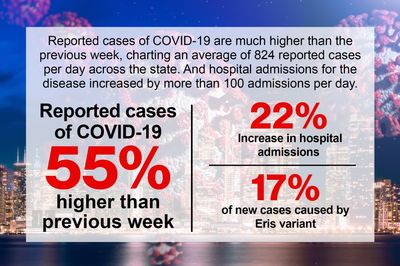 Reported cases of COVID-19 are much higher than the
previous week, charting an average of 824 reported cases
per day across the state. And hospital admissions for the
disease increased by more than 100 admissions per day.
Reported cases
of COVID-19
55%
higher than
previous week
22%
Increase in hospital
admissions
17%
of new cases caused by
Eris variant